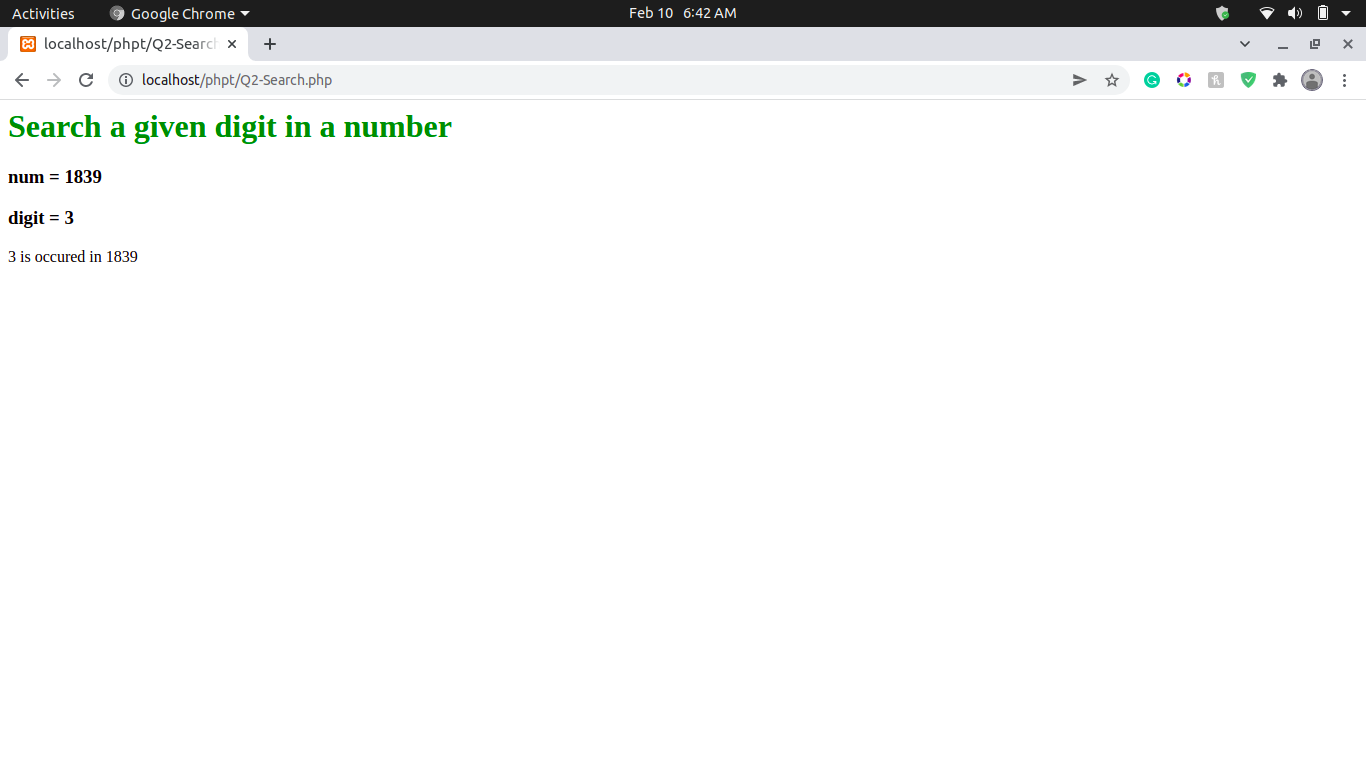 Activities Google Chrome Feb 10 6:42 AM
localhost/phpt/Q2-Search
localhost/phpt/Q2-Search.php
Search a given digit in a number
num = 1839
digit = 3
3 is occured in 1839